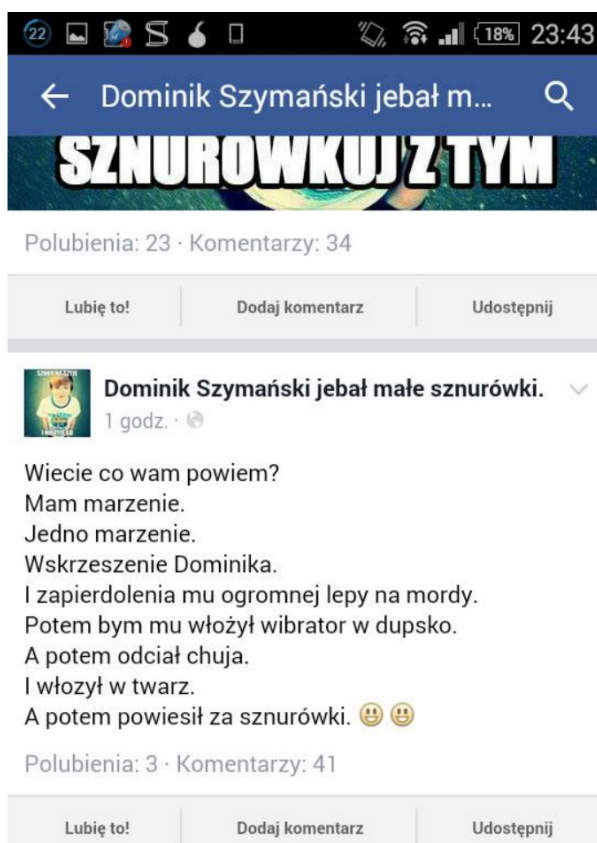 22 18% 23:43
Dominik Szymański jebał m...
SZNURÓWKUJ Z TYM
Polubienia: 23 · Komentarzy: 34
Lubię to! Dodaj komentarz Udostępnij
Dominik Szymański jebał małe sznurówki.
1 godz. ·
Wiecie co wam powiem?
Mam marzenie.
Jedno marzenie.
Wskrzeszenie Dominika.
I zapierdolenia mu ogromnej lepy na mordy.
Potem bym mu włożył wibrator w dupsko.
A potem odciał chuja.
I włozył w twarz.
A potem powiesił za sznurówki. 😃 😃
Polubienia: 3 · Komentarzy: 41
Lubię to! Dodaj komentarz Udostępnij